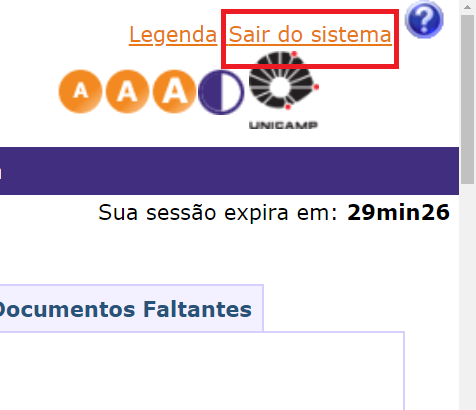 Legenda Sair do sistema ?
A A A
UNICAMP
Sua sessão expira em: 29min26
Documentos Faltantes